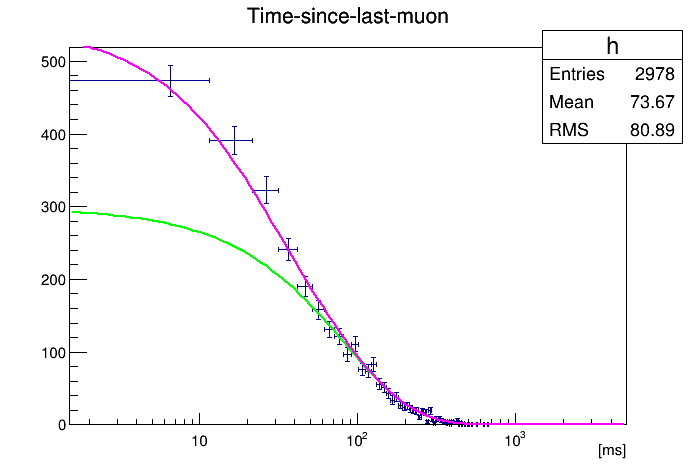 Time-since-last-muon
h
Entries 2978
Mean 73.67
RMS 80.89
500
400
300
200
100
0
10
10²
10³
[ms]